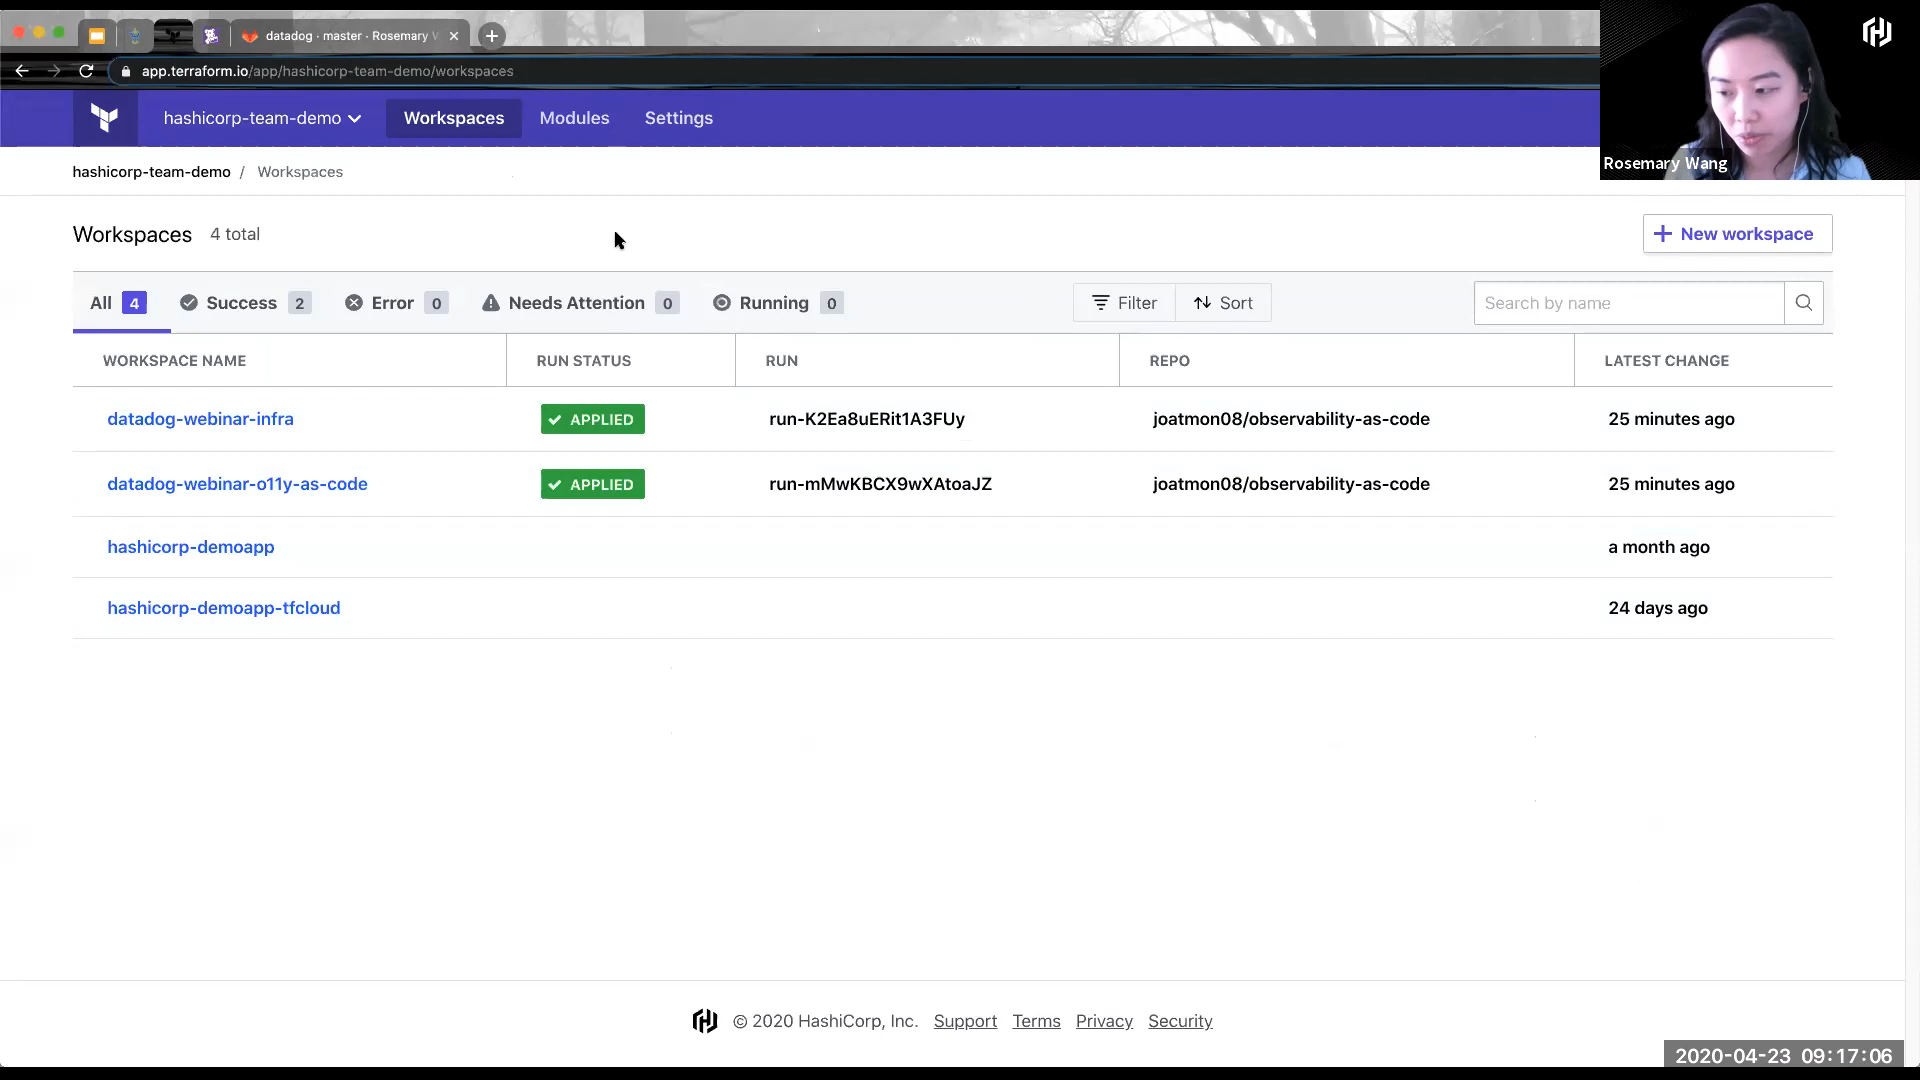 datadog · master · Rosemary W
app.terraform.io/app/hashicorp-team-demo/workspaces
hashicorp-team-demo Workspaces Modules Settings
Rosemary Wang
hashicorp-team-demo / Workspaces
Workspaces 4 total
New workspace
All 4 Success 2 Error 0 Needs Attention 0 Running 0 Filter Sort Search by name
WORKSPACE NAME RUN STATUS RUN REPO LATEST CHANGE
datadog-webinar-infra APPLIED run-K2Ea8uERit1A3FUy joatmon08/observability-as-code 25 minutes ago
datadog-webinar-o11y-as-code APPLIED run-mMwKBCX9wXAtoaJZ joatmon08/observability-as-code 25 minutes ago
hashicorp-demoapp a month ago
hashicorp-demoapp-tfcloud 24 days ago
© 2020 HashiCorp, Inc. Support Terms Privacy Security
2020-04-23 09:17:06